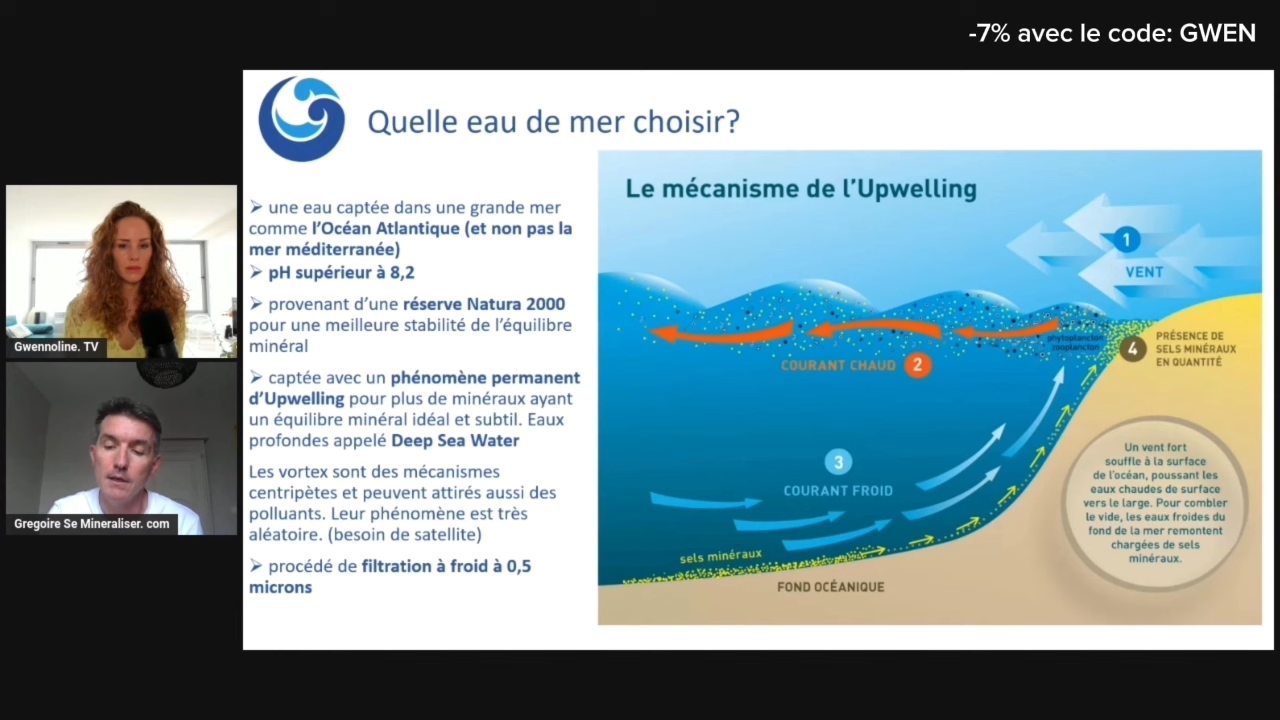 -7% avec le code: GWEN
Quelle eau de mer choisir?
➢ une eau captée dans une grande mer
comme l'Océan Atlantique (et non pas la
mer méditerranée)
➢ pH supérieur à 8,2
➢ provenant d'une réserve Natura 2000
pour une meilleure stabilité de l'équilibre
minéral
➢ captée avec un phénomène permanent
d'Upwelling pour plus de minéraux ayant
un équilibre minéral idéal et subtil. Eaux
profondes appelé Deep Sea Water
Les vortex sont des mécanismes
centripètes et peuvent attirés aussi des
polluants. Leur phénomène est très
aléatoire. (besoin de satellite)
➢ procédé de filtration à froid à 0,5
microns
Le mécanisme de l'Upwelling
1
VENT
phytoplancton
zooplancton
4
PRÉSENCE DE
SELS MINÉRAUX
EN QUANTITÉ
COURANT CHAUD 2
3
COURANT FROID
sels minéraux
FOND OCÉANIQUE
Un vent fort
souffle à la surface
de l'océan, poussant les
eaux chaudes de surface
vers le large. Pour combler
le vide, les eaux froides du
fond de la mer remontent
chargées de sels
minéraux.
Gwennoline. TV
Gregoire Se Mineraliser. com